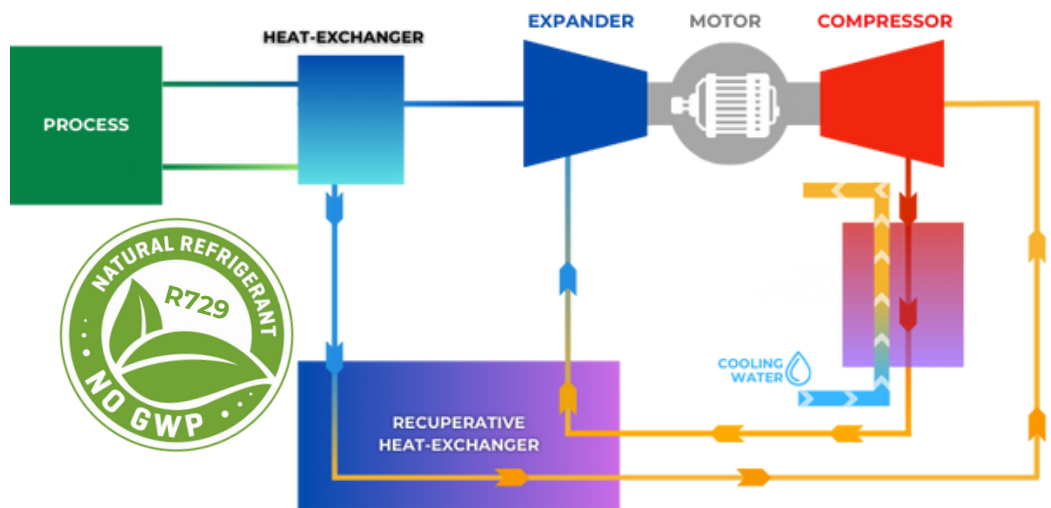 EXPANDER
MOTOR
COMPRESSOR
HEAT-EXCHANGER
PROCESS
NATURAL REFRIGERANT
R729
NO GWP
COOLING
WATER
RECUPERATIVE
HEAT-EXCHANGER